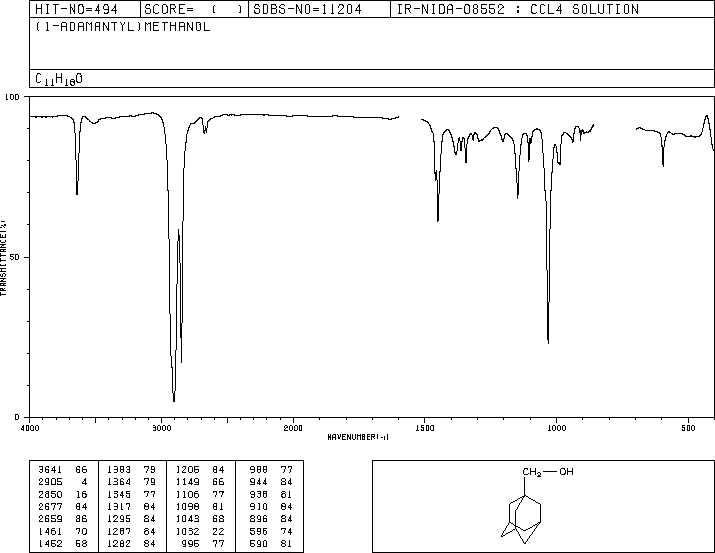 HIT-NO=494 SCORE= ( ) SDBS-NO=11204 IR-NIDA-08552 : CCL4 SOLUTION
(1-ADAMANTYL)METHANOL
C11H18O
100
50
0
TRANSMITTANCE(%)
4000 3000 2000 1500 1000 500
WAVENUMBER(-1)
3641 66 1383 79 1206 84 988 77
2905 4 1364 79 1149 66 944 84
2850 16 1345 77 1106 77 938 81
2677 84 1317 84 1098 81 910 84
2659 86 1295 84 1043 68 896 84
1461 70 1287 84 1032 22 596 74
1452 58 1282 84 995 77 590 81
CH2 OH